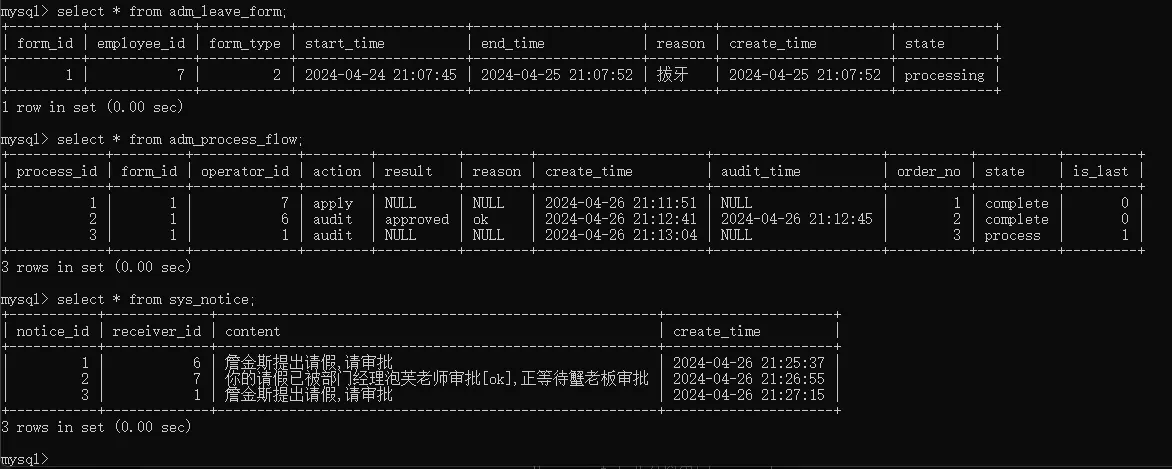 mysql> select * from adm_leave_form;
+---------+-------------+-----------+---------------------+---------------------+--------+---------------------+------------+
| form_id | employee_id | form_type | start_time | end_time | reason | create_time | state |
+---------+-------------+-----------+---------------------+---------------------+--------+---------------------+------------+
| 1 | 7 | 2 | 2024-04-24 21:07:45 | 2024-04-25 21:07:52 | 拔牙 | 2024-04-25 21:07:52 | processing |
+---------+-------------+-----------+---------------------+---------------------+--------+---------------------+------------+
1 row in set (0.00 sec)
mysql> select * from adm_process_flow;
+------------+---------+-------------+--------+----------+--------+---------------------+---------------------+----------+----------+---------+
| process_id | form_id | operator_id | action | result | reason | create_time | audit_time | order_no | state | is_last |
+------------+---------+-------------+--------+----------+--------+---------------------+---------------------+----------+----------+---------+
| 1 | 1 | 7 | apply | NULL | NULL | 2024-04-26 21:11:51 | NULL | 1 | complete | 0 |
| 2 | 1 | 6 | audit | approved | ok | 2024-04-26 21:12:41 | 2024-04-26 21:12:45 | 2 | complete | 0 |
| 3 | 1 | 1 | audit | NULL | NULL | 2024-04-26 21:13:04 | NULL | 3 | process | 1 |
+------------+---------+-------------+--------+----------+--------+---------------------+---------------------+----------+----------+---------+
3 rows in set (0.00 sec)
mysql> select * from sys_notice;
+-----------+-------------+------------------------------------------------------+---------------------+
| notice_id | receiver_id | content | create_time |
+-----------+-------------+------------------------------------------------------+---------------------+
| 1 | 6 | 詹金斯提出请假,请审批 | 2024-04-26 21:25:37 |
| 2 | 7 | 你的请假已被部门经理泡芙老师审批[ok],正等待蟹老板审批 | 2024-04-26 21:26:55 |
| 3 | 1 | 詹金斯提出请假,请审批 | 2024-04-26 21:27:15 |
+-----------+-------------+------------------------------------------------------+---------------------+
3 rows in set (0.00 sec)
mysql>